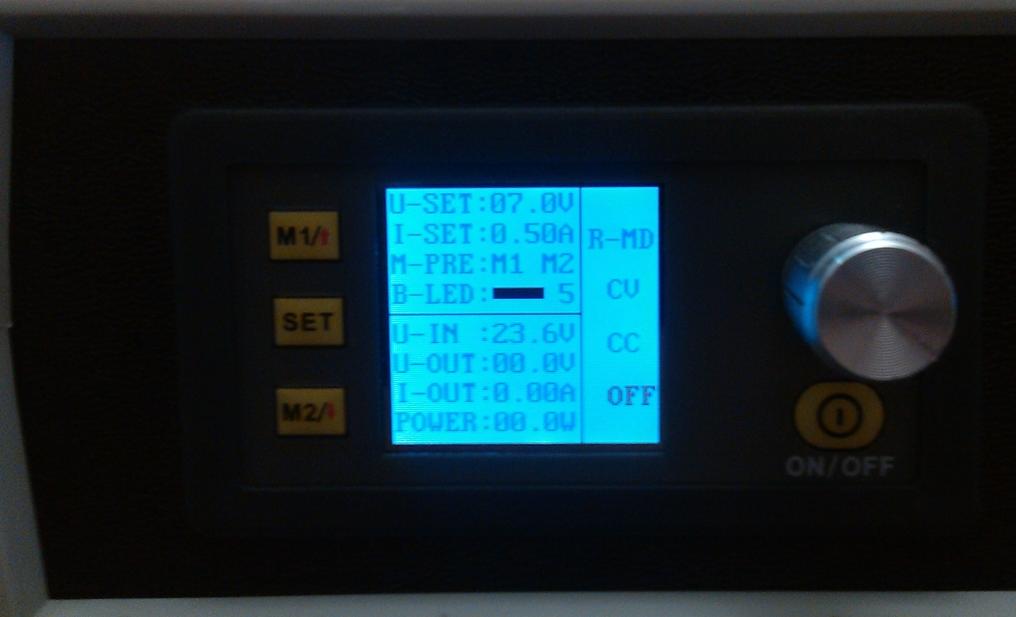 M1/
SET
M2/
U-SET:07.0V
I-SET:0.50A
M-PRE:M1 M2
B-LED: 5
U-IN :23.6V
U-OUT:00.0V
I-OUT:0.00A
POWER:00.0W
R-MD
CV
CC
OFF
ON/OFF